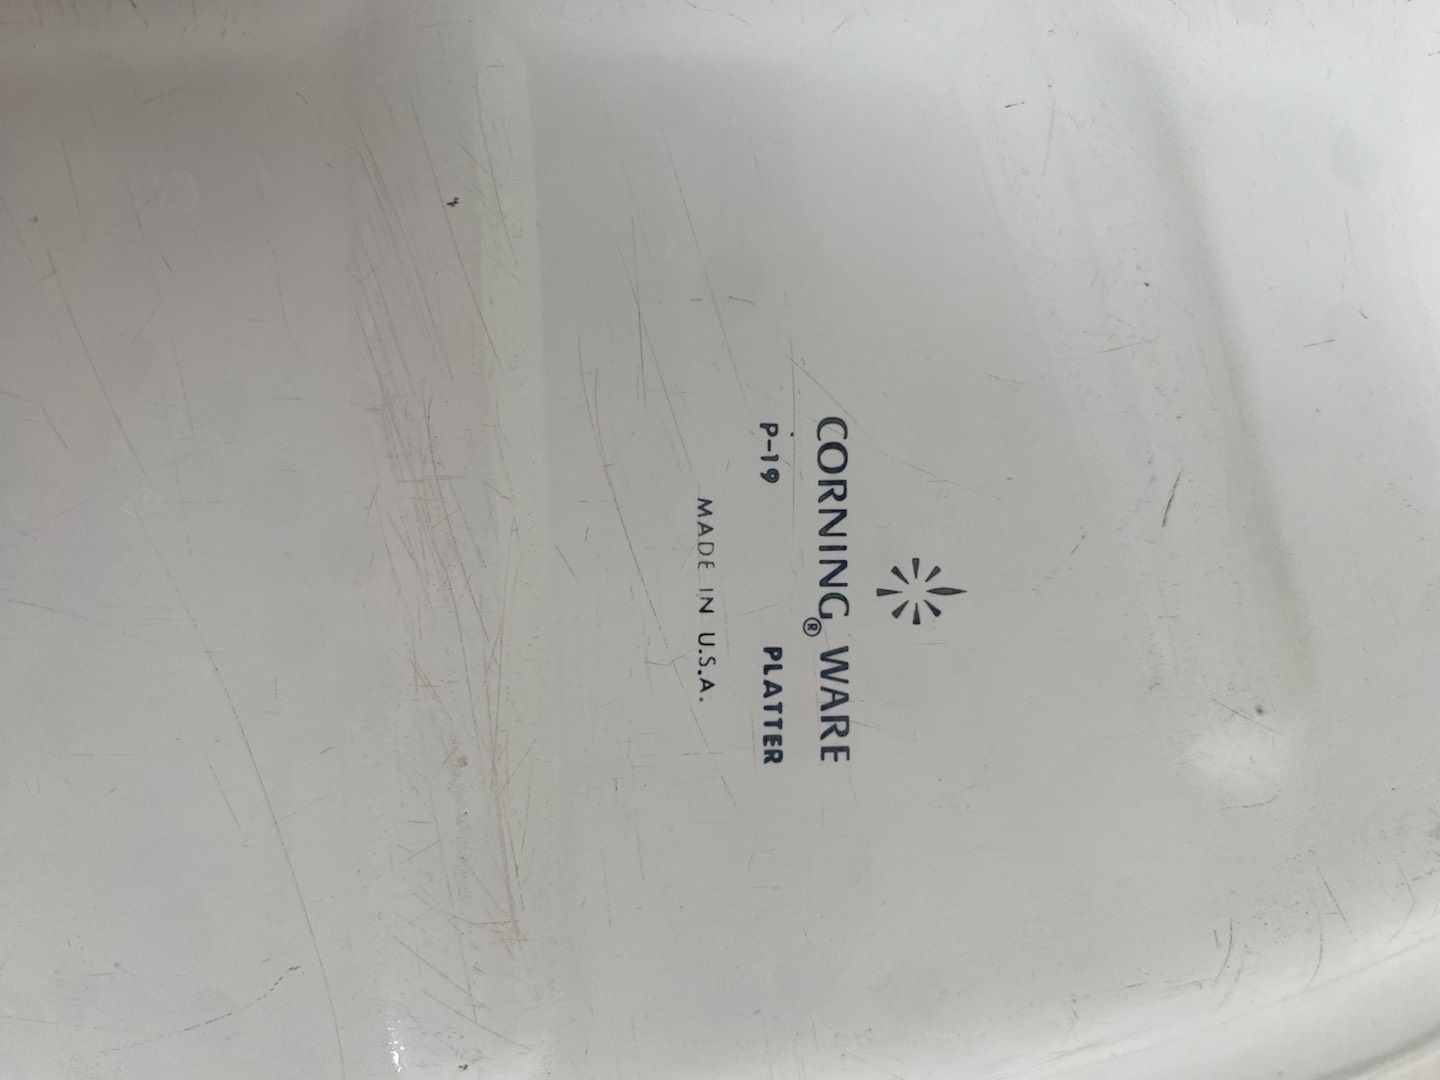 CORNING® WARE
P-19 PLATTER
MADE IN U.S.A.